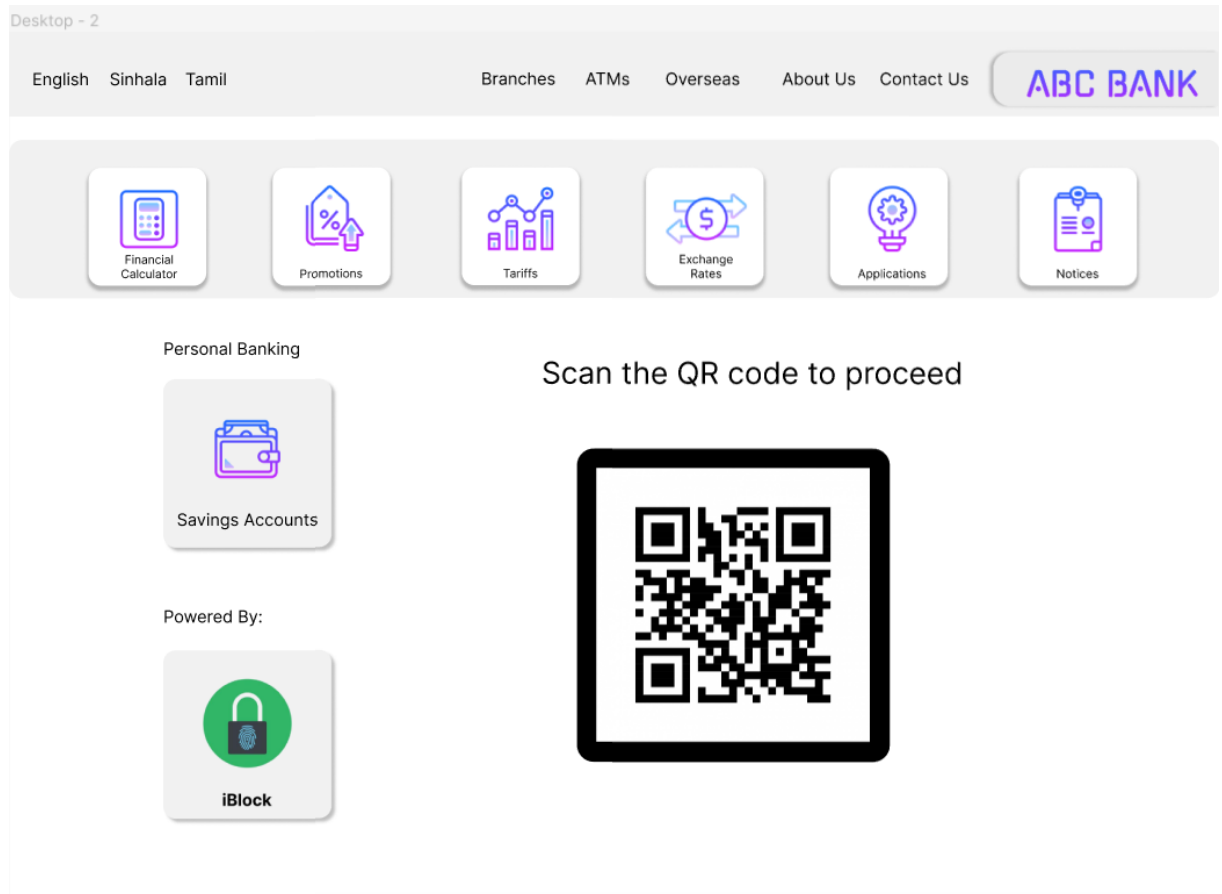 Desktop - 2
English Sinhala Tamil Branches ATMs Overseas About Us Contact Us ABC BANK
Financial
Calculator
Promotions
Tariffs
Exchange
Rates
Applications
Notices
Personal Banking
Savings Accounts
Scan the QR code to proceed
Powered By:
iBlock